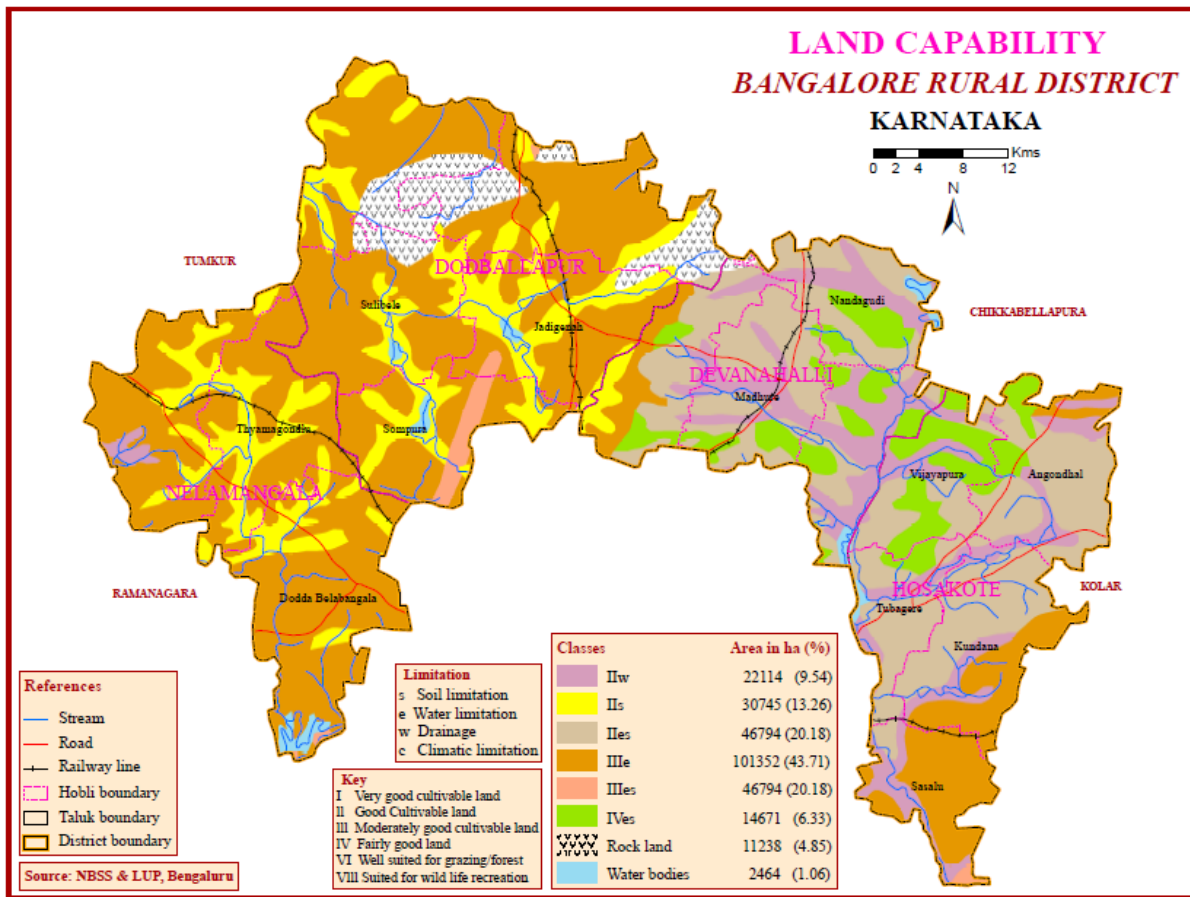 LAND CAPABILITY
BANGALORE RURAL DISTRICT
KARNATAKA
Kms
0 2 4 8 12
N
TUMKUR
DODBALLAPUR
Sulibele
Jadigenah
Nandagudi
CHIKKABELLAPURA
DEVANAHALLI
Madhure
Thyamagondlu
Sompura
NELAMANGALA
Vijayapura
Angondhal
RAMANAGARA
Dodda Belabangala
HOSAKOTE
KOLAR
Tubagere
Kundana
Sasalu
References
Stream
Road
Railway line
Hobli boundary
Taluk boundary
District boundary
Source: NBSS & LUP, Bengaluru
Limitation
s Soil limitation
e Water limitation
w Drainage
c Climatic limitation
Key
I Very good cultivable land
II Good Cultivable land
III Moderately good cultivable land
IV Fairly good land
VI Well suited for grazing/forest
VIII Suited for wild life recreation
Classes Area in ha (%)
IIw 22114 (9.54)
IIs 30745 (13.26)
IIes 46794 (20.18)
IIIe 101352 (43.71)
IIIes 46794 (20.18)
IVes 14671 (6.33)
Rock land 11238 (4.85)
Water bodies 2464 (1.06)